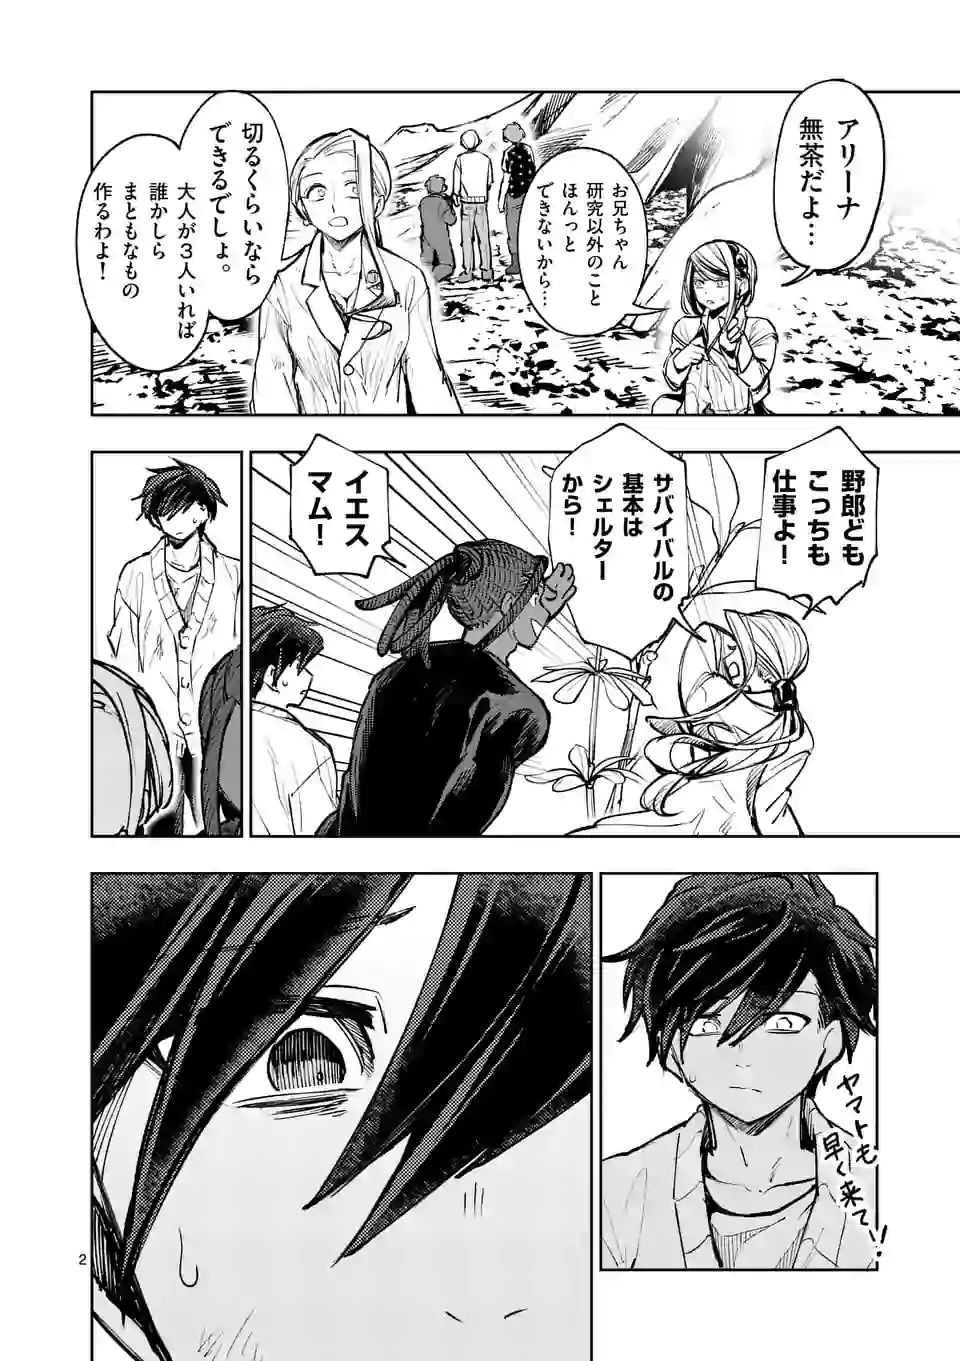 アリーナ
無茶だよ…
お兄ちゃん
研究以外のこと
ほんっと
できないから…
切るくらいなら
できるでしょ。
大人が3人いれば
誰かしら
まともなもの
作るわよ！
野郎ども
こっちも
仕事よ！
サバイバルの
基本は
シェルター
から！
イエス
マム！
ヤマトも
早く来て!!
2